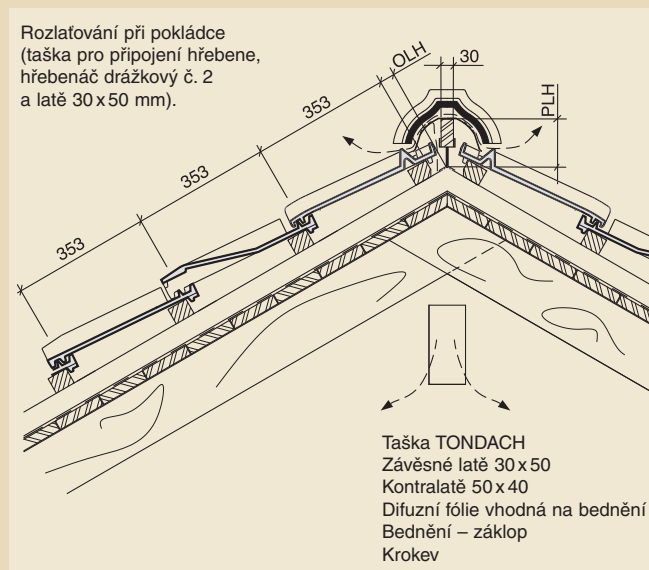 Rozlaťování při pokládce
(taška pro připojení hřebene,
hřebenáč drážkový č. 2
a latě 30 x 50 mm).
OLH
30
PLH
353
353
353
Taška TONDACH
Závěsné latě 30 x 50
Kontralatě 50 x 40
Difuzní fólie vhodná na bednění
Bednění – záklop
Krokev